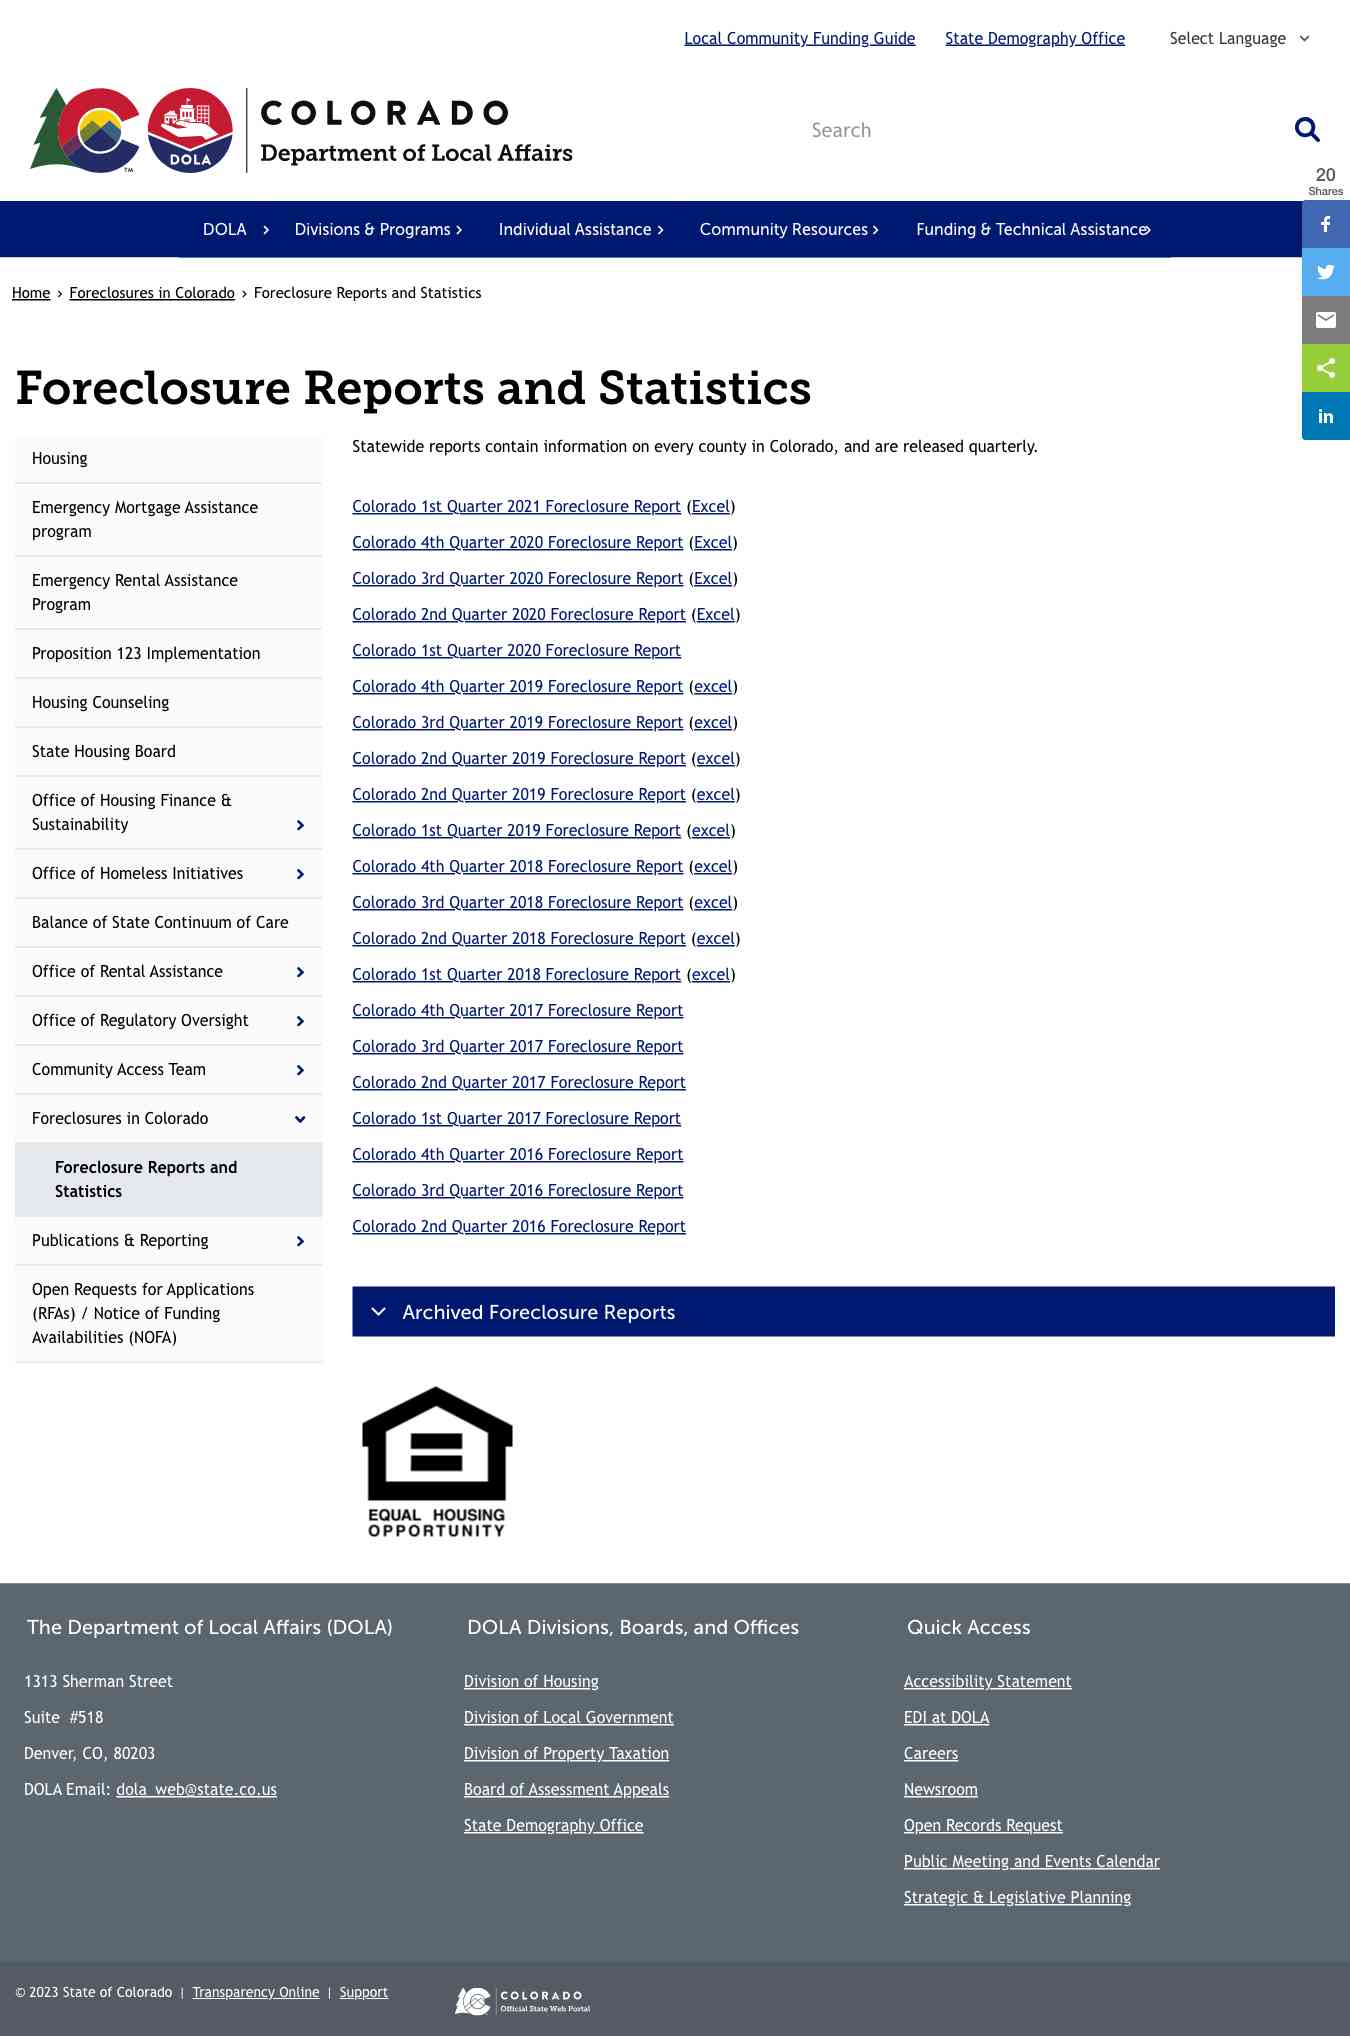 Local Community Funding Guide State Demography Office Select Language
COLORADO
Department of Local Affairs
DOLA
TM
Search
20
Shares
DOLA Divisions & Programs Individual Assistance Community Resources Funding & Technical Assistance
Home › Foreclosures in Colorado › Foreclosure Reports and Statistics
Foreclosure Reports and Statistics
Housing
Emergency Mortgage Assistance
program
Emergency Rental Assistance
Program
Proposition 123 Implementation
Housing Counseling
State Housing Board
Office of Housing Finance &
Sustainability
Office of Homeless Initiatives
Balance of State Continuum of Care
Office of Rental Assistance
Office of Regulatory Oversight
Community Access Team
Foreclosures in Colorado
Foreclosure Reports and
Statistics
Publications & Reporting
Open Requests for Applications
(RFAs) / Notice of Funding
Availabilities (NOFA)
Statewide reports contain information on every county in Colorado, and are released quarterly.
Colorado 1st Quarter 2021 Foreclosure Report (Excel)
Colorado 4th Quarter 2020 Foreclosure Report (Excel)
Colorado 3rd Quarter 2020 Foreclosure Report (Excel)
Colorado 2nd Quarter 2020 Foreclosure Report (Excel)
Colorado 1st Quarter 2020 Foreclosure Report
Colorado 4th Quarter 2019 Foreclosure Report (excel)
Colorado 3rd Quarter 2019 Foreclosure Report (excel)
Colorado 2nd Quarter 2019 Foreclosure Report (excel)
Colorado 2nd Quarter 2019 Foreclosure Report (excel)
Colorado 1st Quarter 2019 Foreclosure Report (excel)
Colorado 4th Quarter 2018 Foreclosure Report (excel)
Colorado 3rd Quarter 2018 Foreclosure Report (excel)
Colorado 2nd Quarter 2018 Foreclosure Report (excel)
Colorado 1st Quarter 2018 Foreclosure Report (excel)
Colorado 4th Quarter 2017 Foreclosure Report
Colorado 3rd Quarter 2017 Foreclosure Report
Colorado 2nd Quarter 2017 Foreclosure Report
Colorado 1st Quarter 2017 Foreclosure Report
Colorado 4th Quarter 2016 Foreclosure Report
Colorado 3rd Quarter 2016 Foreclosure Report
Colorado 2nd Quarter 2016 Foreclosure Report
Archived Foreclosure Reports
EQUAL HOUSING
OPPORTUNITY
The Department of Local Affairs (DOLA)
1313 Sherman Street
Suite #518
Denver, CO, 80203
DOLA Email: dola_web@state.co.us
DOLA Divisions, Boards, and Offices
Division of Housing
Division of Local Government
Division of Property Taxation
Board of Assessment Appeals
State Demography Office
Quick Access
Accessibility Statement
EDI at DOLA
Careers
Newsroom
Open Records Request
Public Meeting and Events Calendar
Strategic & Legislative Planning
© 2023 State of Colorado | Transparency Online | Support
COLORADO
Official State Web Portal